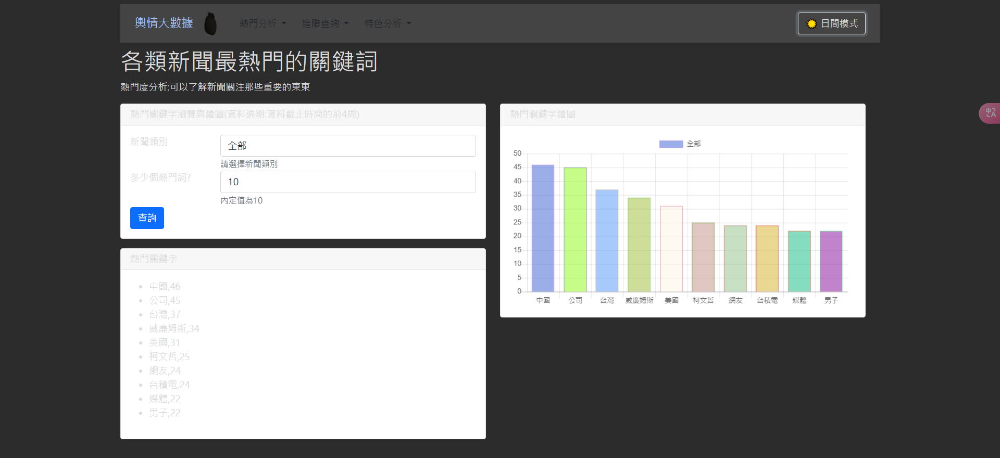 輿情大數據
熱門分析
進階查詢
特色分析
日間模式
各類新聞最熱門的關鍵詞
熱門度分析:可以了解新聞關注那些重要的東東
熱門關鍵字瀏覽與繪圖(資料週期:資料截止時間的前4周)
新聞類別
全部
請選擇新聞類別
多少個熱門詞?
10
內定值為10
查詢
熱門關鍵字
中國,46
公司,45
台灣,37
威廉姆斯,34
美國,31
柯文哲,25
網友,24
台積電,24
媒體,22
男子,22
熱門關鍵字繪圖
全部
50
45
40
35
30
25
20
15
10
5
0
中國 公司 台灣 威廉姆斯 美國 柯文哲 網友 台積電 媒體 男子
中A